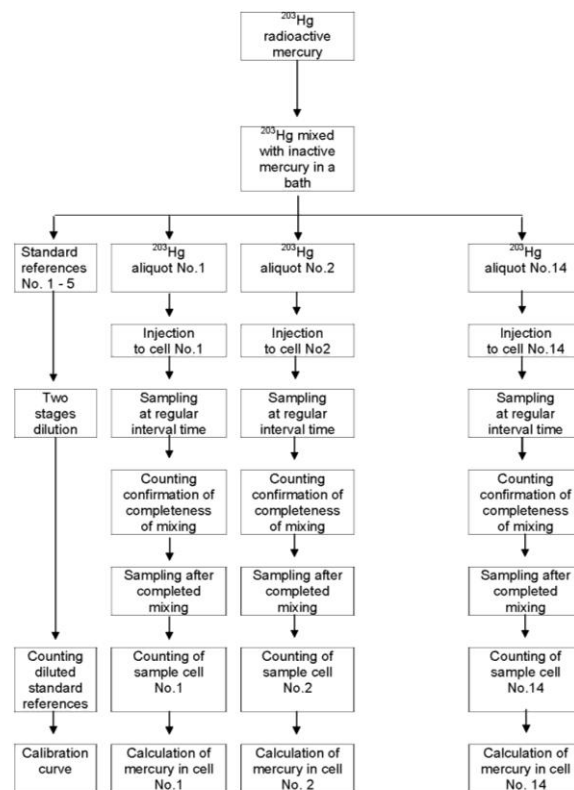 ²⁰³Hg
radioactive
mercury
²⁰³Hg mixed
with inactive
mercury in a
bath
Standard
references
No. 1 - 5
²⁰³Hg
aliquot No.1
²⁰³Hg
aliquot No.2
²⁰³Hg
aliquot No.14
Injection
to cell No.1
Injection
to cell No2
Injection
to cell No.14
Two
stages
dilution
Sampling
at regular
interval time
Sampling
at regular
interval time
Sampling
at regular
interval time
Counting
confirmation of
completeness
of mixing
Counting
confirmation of
completeness
of mixing
Counting
confirmation of
completeness
of mixing
Sampling after
completed
mixing
Sampling after
completed
mixing
Sampling after
completed
mixing
Counting
diluted
standard
references
Counting of
sample cell
No.1
Counting of
sample cell
No.2
Counting of
sample cell
No.14
Calibration
curve
Calculation of
mercury in cell
No.1
Calculation of
mercury in cell
No. 2
Calculation of
mercury in cell
No. 14